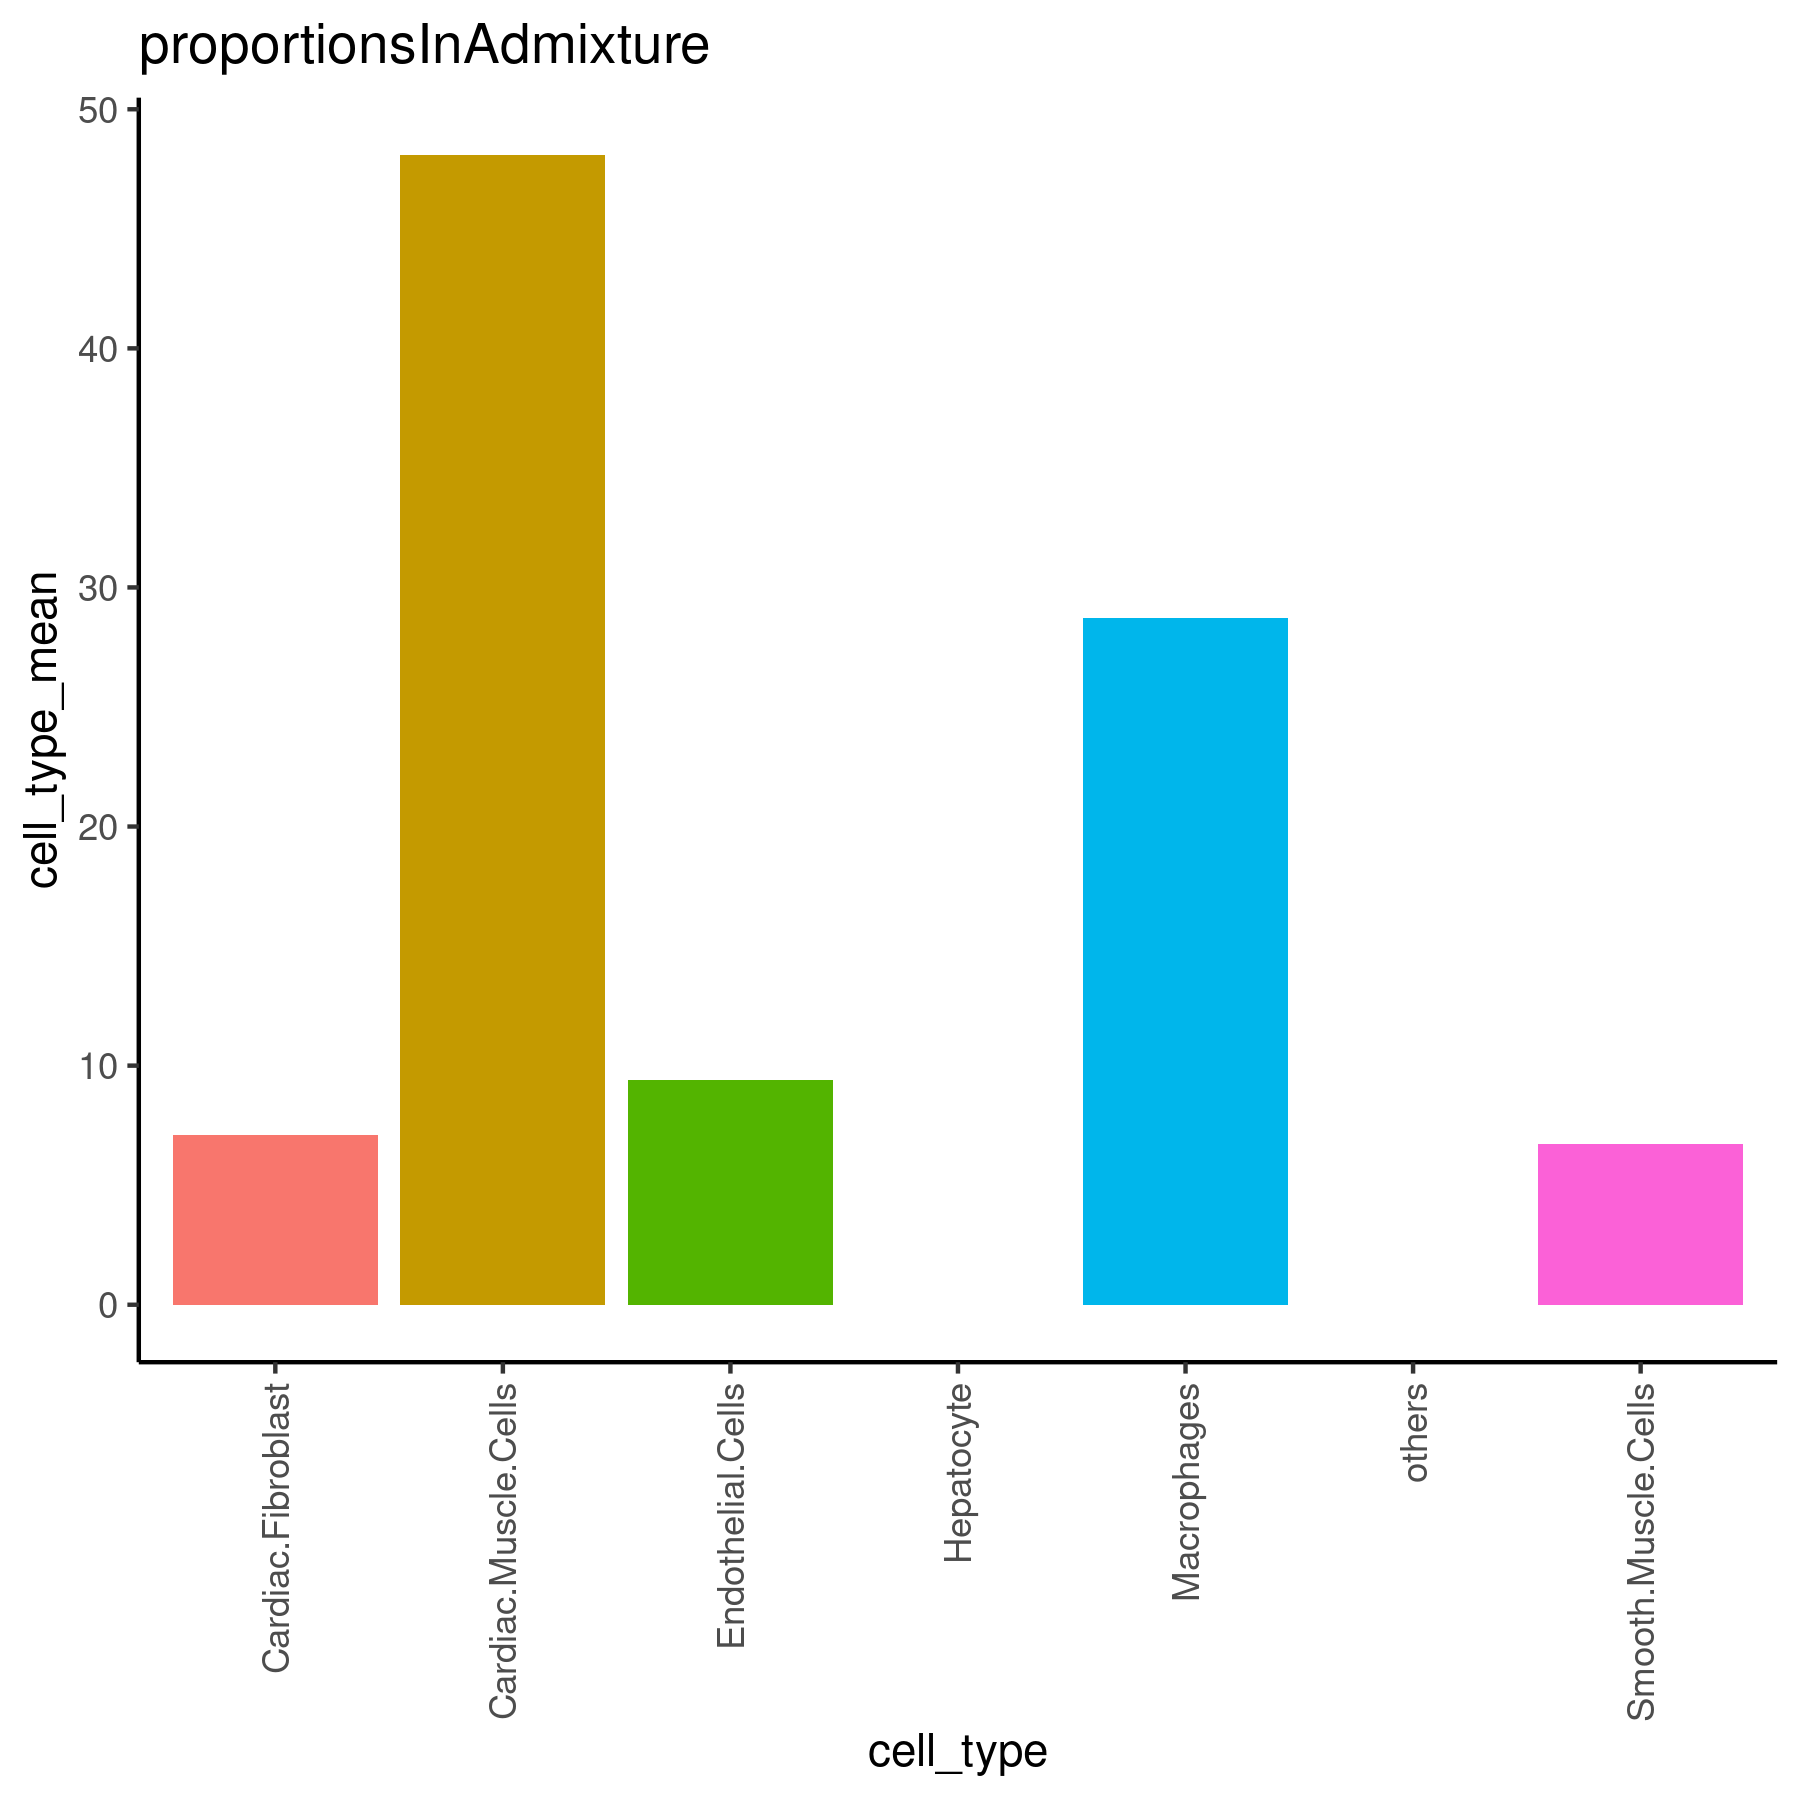 proportionsInAdmixture
cell_type_mean
50
40
30
20
10
0
Cardiac.Fibroblast
Cardiac.Muscle.Cells
Endothelial.Cells
Hepatocyte
Macrophages
others
Smooth.Muscle.Cells
cell_type